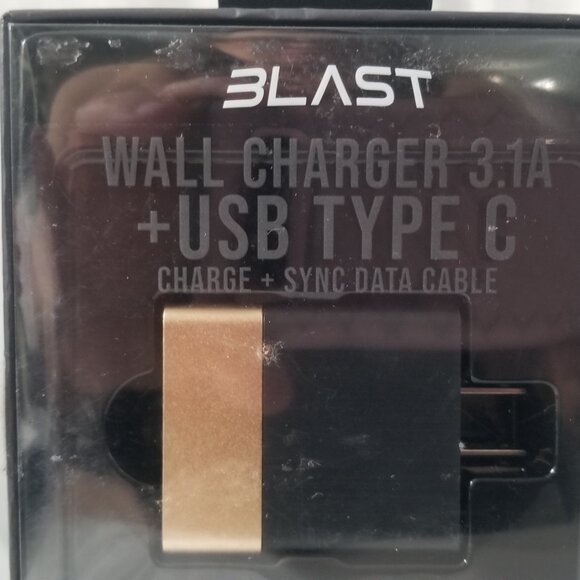 BLAST
WALL CHARGER 3.1A
+ USB TYPE C
CHARGE + SYNC DATA CABLE